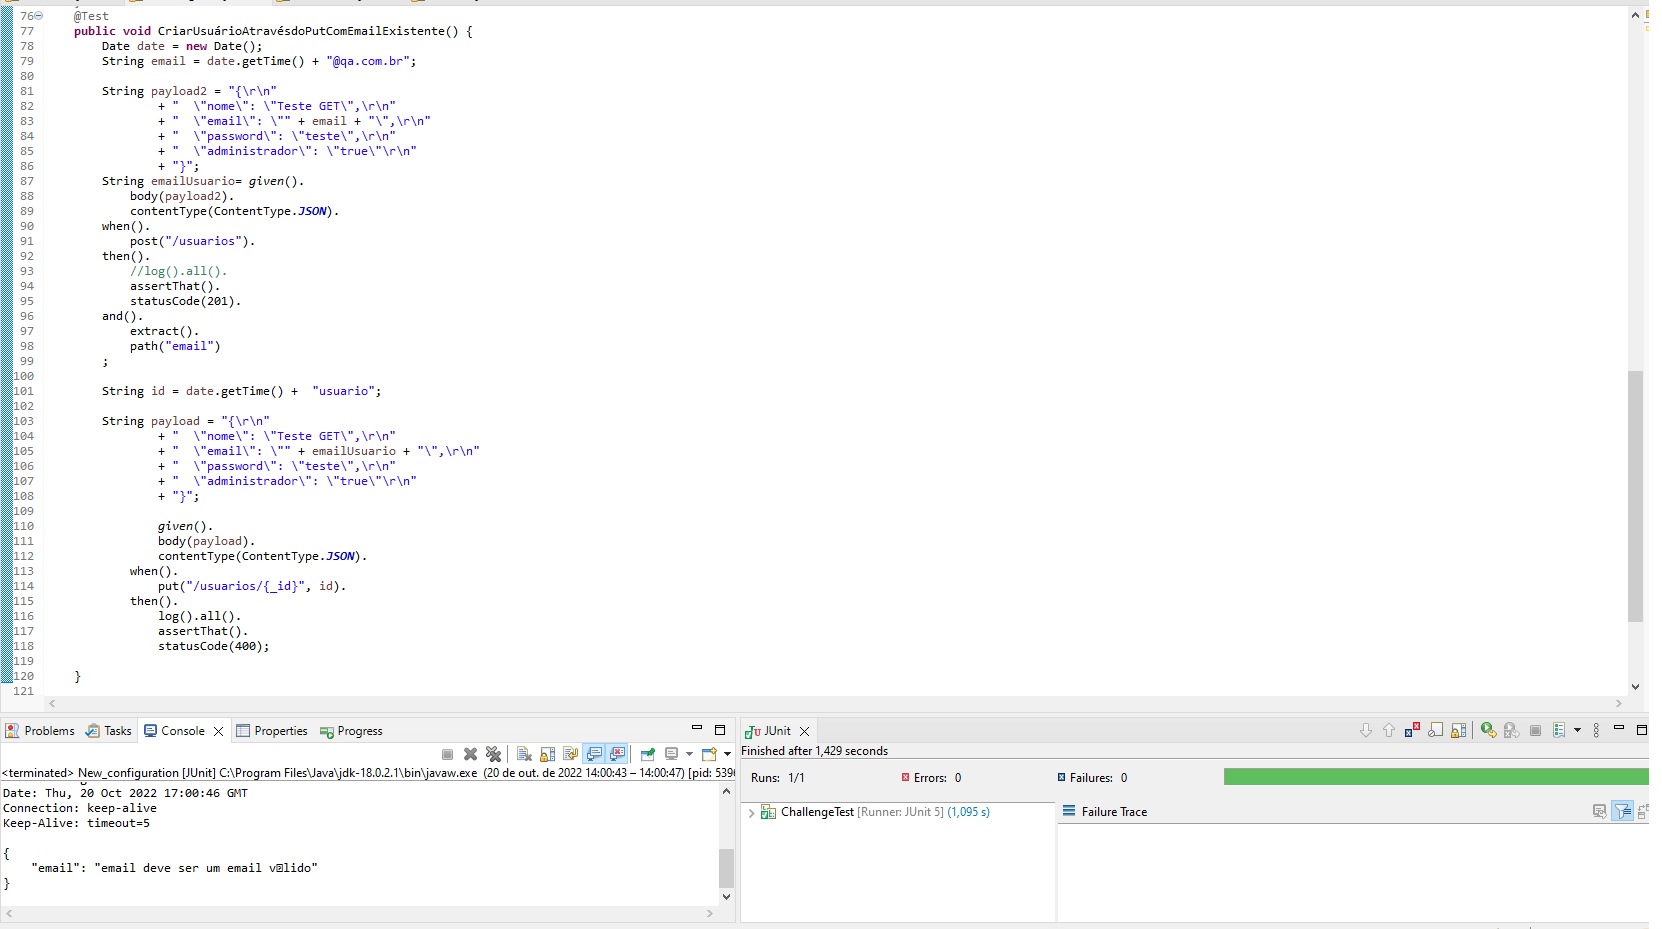 76 @Test
77 public void CriarUsuárioAtravésdoPutComEmailExistente() {
78 Date date = new Date();
79 String email = date.getTime() + "@qa.com.br";
80
81 String payload2 = "{\r\n"
82 + "  \"nome\": \"Teste GET\",\r\n"
83 + "  \"email\": \"" + email + "\",\r\n"
84 + "  \"password\": \"teste\",\r\n"
85 + "  \"administrador\": \"true\"\r\n"
86 + "}";
87 String emailUsuario= given().
88 body(payload2).
89 contentType(ContentType.JSON).
90 when().
91 post("/usuarios").
92 then().
93 //log().all().
94 assertThat().
95 statusCode(201).
96 and().
97 extract().
98 path("email")
99 ;
100
101 String id = date.getTime() +  "usuario";
102
103 String payload = "{\r\n"
104 + "  \"nome\": \"Teste GET\",\r\n"
105 + "  \"email\": \"" + emailUsuario + "\",\r\n"
106 + "  \"password\": \"teste\",\r\n"
107 + "  \"administrador\": \"true\"\r\n"
108 + "}";
109
110 given().
111 body(payload).
112 contentType(ContentType.JSON).
113 when().
114 put("/usuarios/{_id}", id).
115 then().
116 log().all().
117 assertThat().
118 statusCode(400);
119
120 }
121
Problems Tasks Console Properties Progress
<terminated> New_configuration [JUnit] C:\Program Files\Java\jdk-18.0.2.1\bin\javaw.exe (20 de out. de 2022 14:00:43 – 14:00:47) [pid: 539
Date: Thu, 20 Oct 2022 17:00:46 GMT
Connection: keep-alive
Keep-Alive: timeout=5
{
"email": "email deve ser um email v�lido"
}
JUnit
Finished after 1,429 seconds
Runs: 1/1 Errors: 0 Failures: 0
ChallengeTest [Runner: JUnit 5] (1,095 s)
Failure Trace